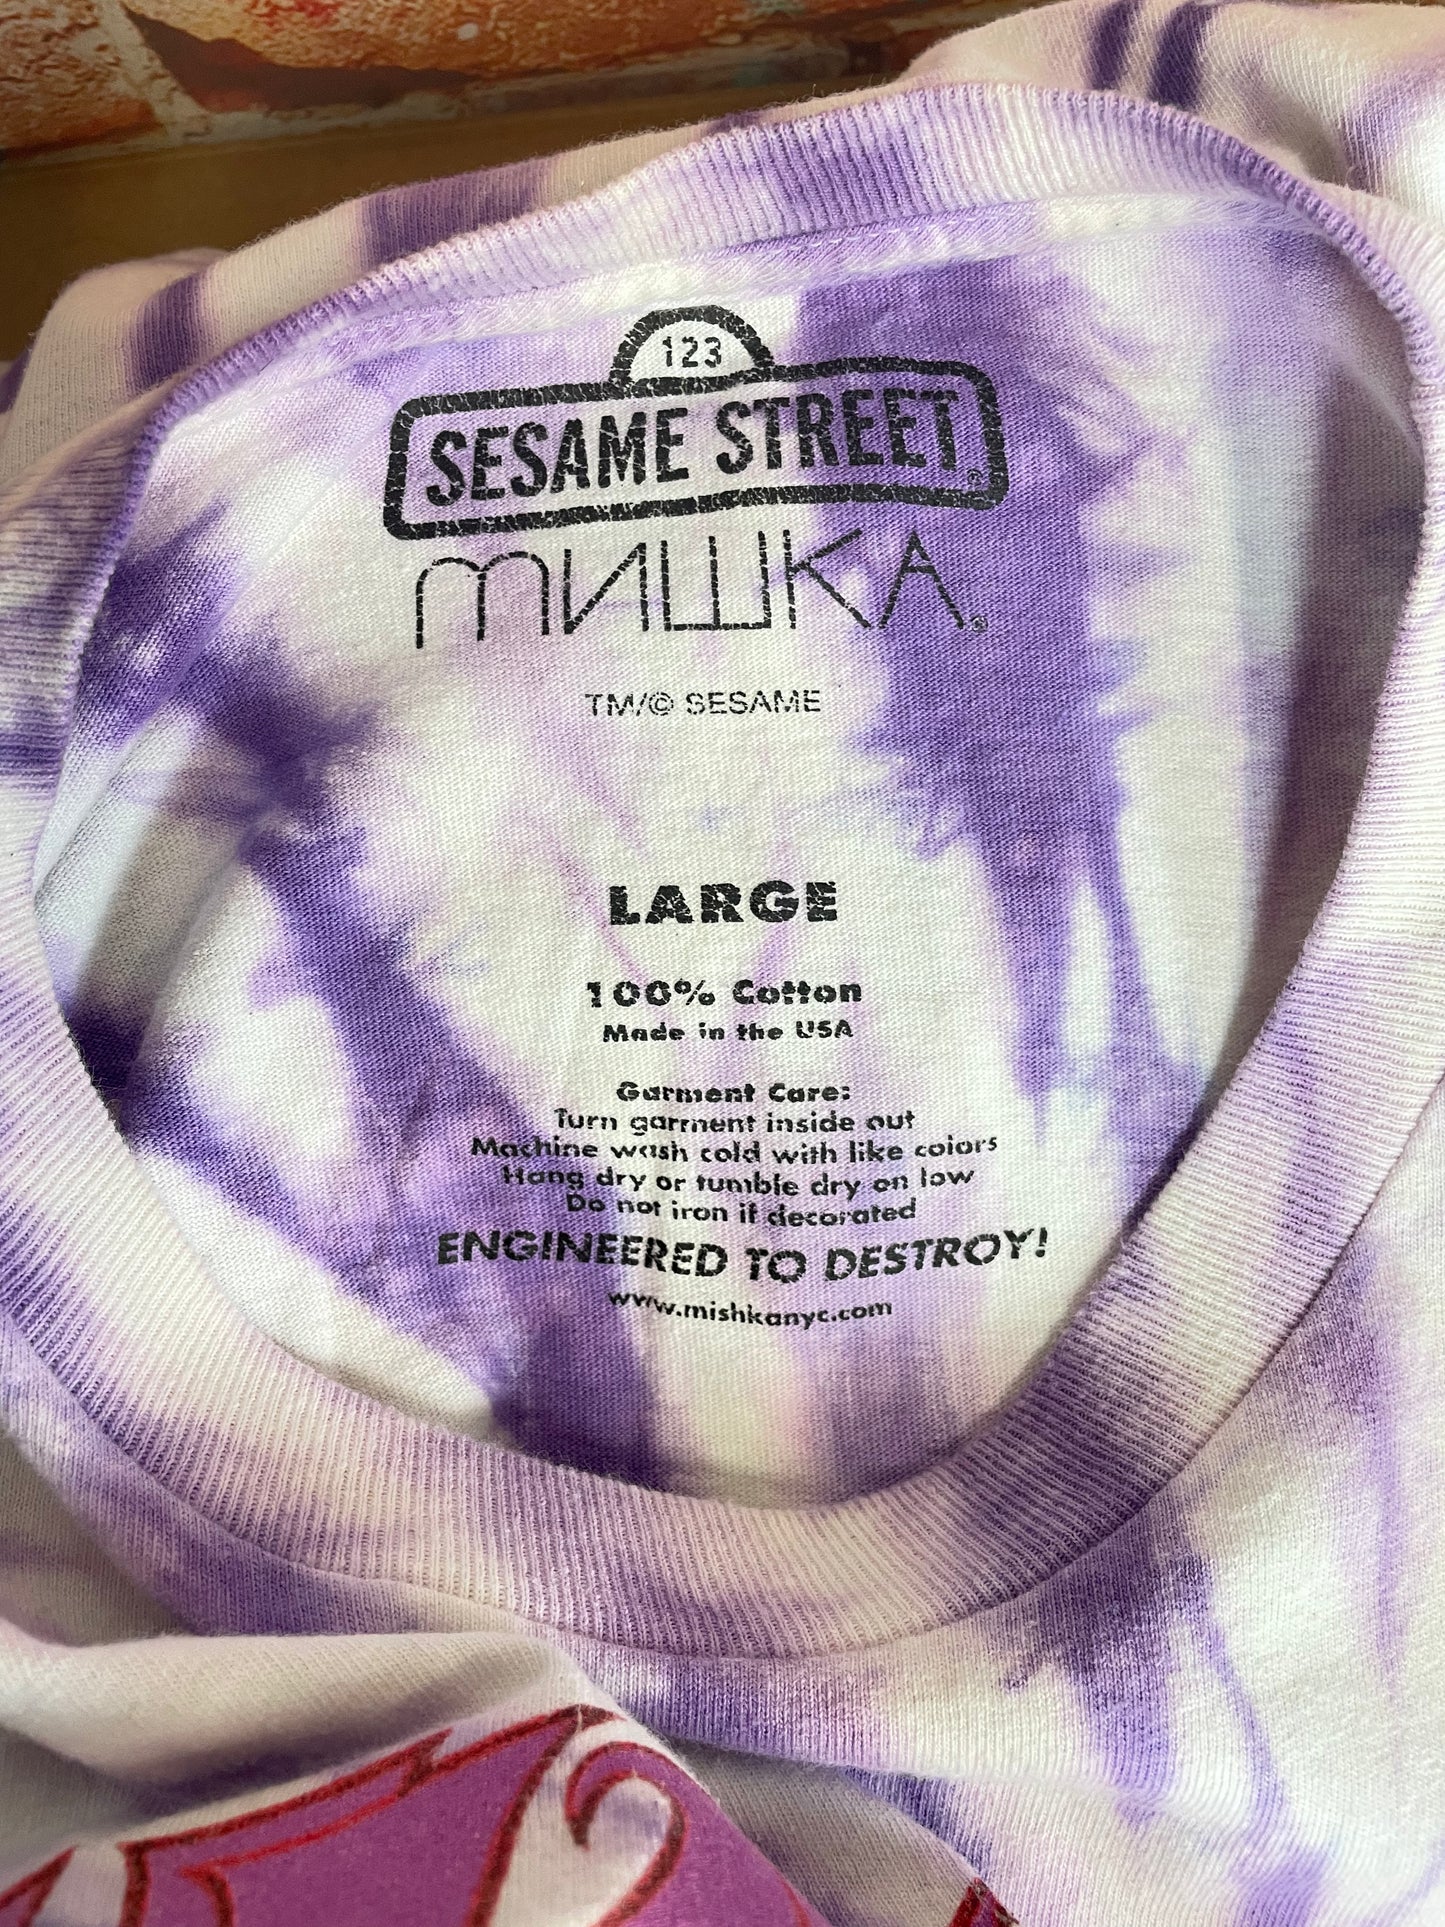 123
SESAME STREET®
MИШKA®
TM/© SESAME
LARGE
100% Cotton
Made in the USA
Garment Care:
Turn garment inside out
Machine wash cold with like colors
Hang dry or tumble dry on low
Do not iron if decorated
ENGINEERED TO DESTROY!
www.mishkanyc.com